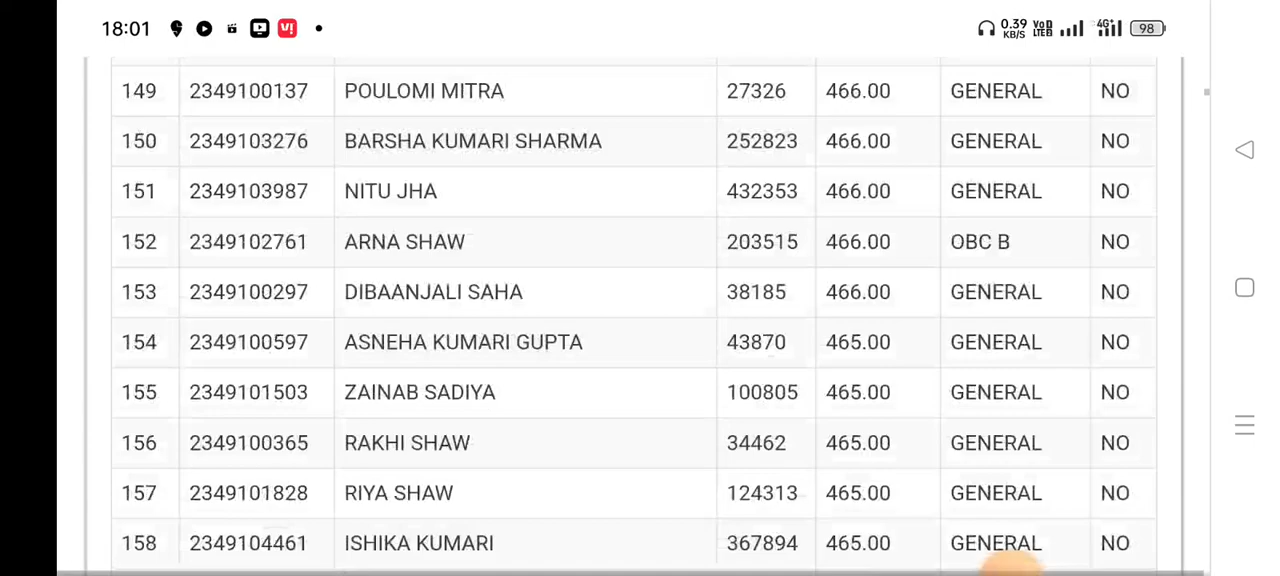 18:01 0.39 KB/S VoD LTEB 4G+ 98
149 2349100137 POULOMI MITRA 27326 466.00 GENERAL NO
150 2349103276 BARSHA KUMARI SHARMA 252823 466.00 GENERAL NO
151 2349103987 NITU JHA 432353 466.00 GENERAL NO
152 2349102761 ARNA SHAW 203515 466.00 OBC B NO
153 2349100297 DIBAANJALI SAHA 38185 466.00 GENERAL NO
154 2349100597 ASNEHA KUMARI GUPTA 43870 465.00 GENERAL NO
155 2349101503 ZAINAB SADIYA 100805 465.00 GENERAL NO
156 2349100365 RAKHI SHAW 34462 465.00 GENERAL NO
157 2349101828 RIYA SHAW 124313 465.00 GENERAL NO
158 2349104461 ISHIKA KUMARI 367894 465.00 GENERAL NO